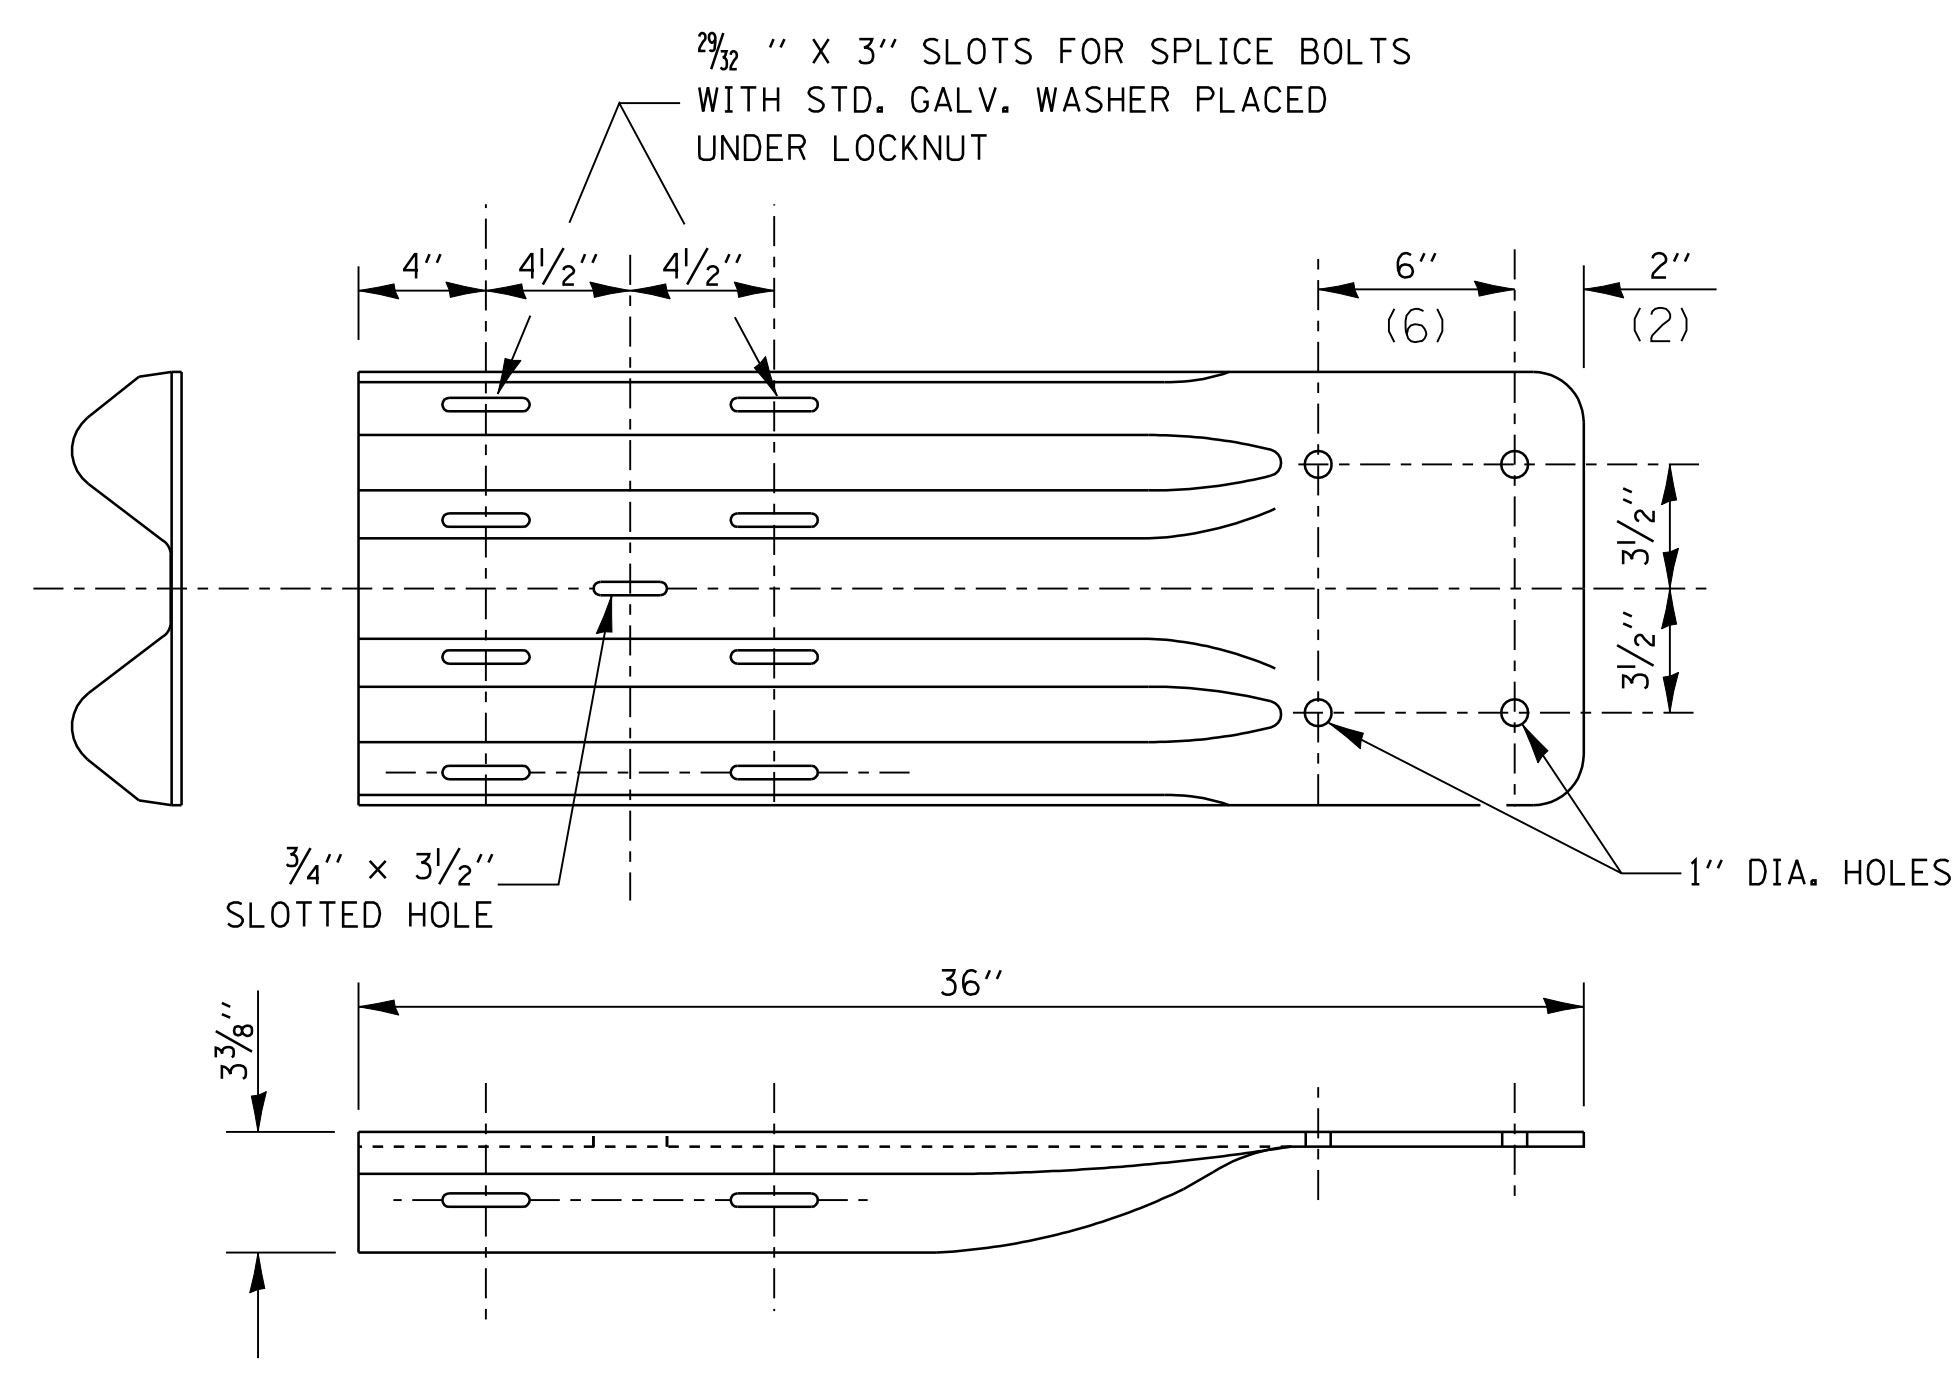 29/32 " X 3" SLOTS FOR SPLICE BOLTS
WITH STD. GALV. WASHER PLACED
UNDER LOCKNUT
4" 4 1/2" 4 1/2" 6" 2"
(6) (2)
3 1/2"
3 1/2"
3/4" x 3 1/2"
SLOTTED HOLE
1" DIA. HOLES
36"
3 3/8"